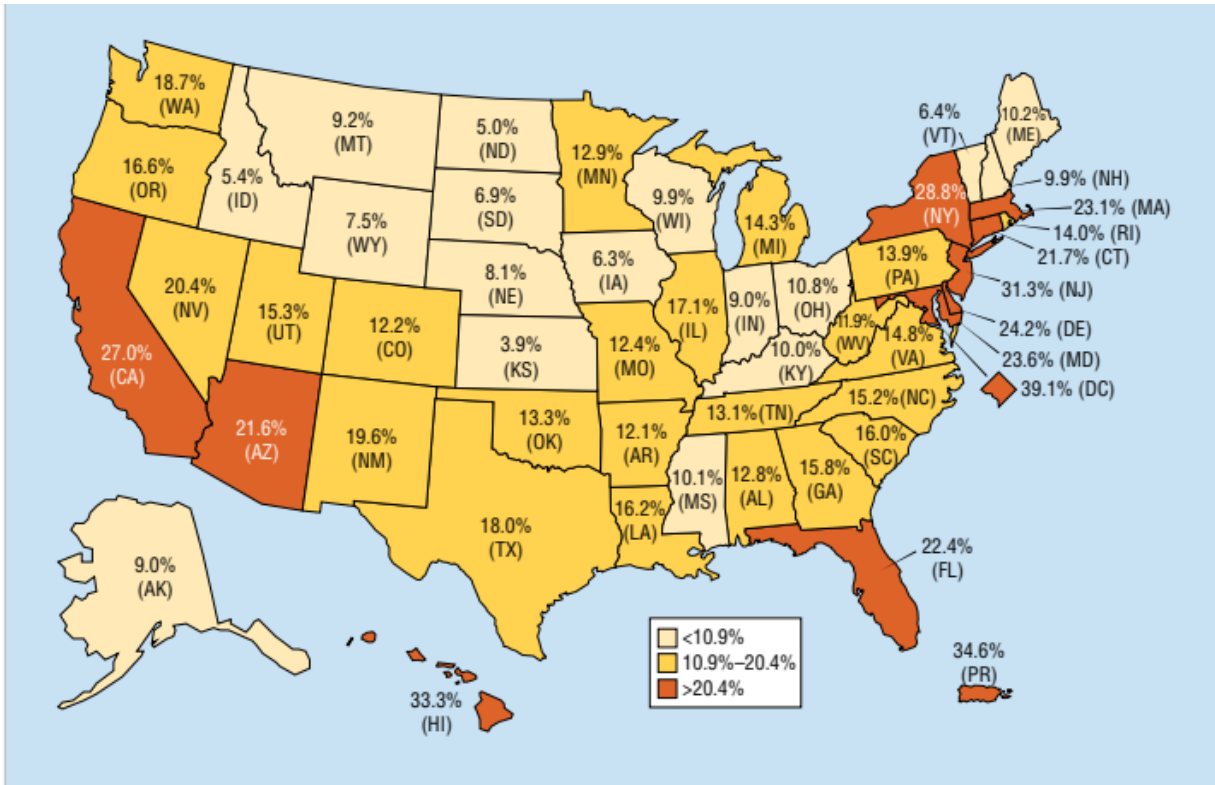 18.7%
(WA)
9.2%
(MT)
5.0%
(ND)
12.9%
(MN)
6.4%
(VT)
10.2%
(ME)
16.6%
(OR)
5.4%
(ID)
6.9%
(SD)
9.9%
(WI)
28.8%
(NY)
9.9% (NH)
23.1% (MA)
14.0% (RI)
21.7% (CT)
7.5%
(WY)
14.3%
(MI)
13.9%
(PA)
31.3% (NJ)
20.4%
(NV)
15.3%
(UT)
12.2%
(CO)
8.1%
(NE)
6.3%
(IA)
17.1%
(IL)
9.0%
(IN)
10.8%
(OH)
11.9%
(WV)
14.8%
(VA)
24.2% (DE)
23.6% (MD)
39.1% (DC)
27.0%
(CA)
3.9%
(KS)
12.4%
(MO)
10.0%
(KY)
15.2% (NC)
21.6%
(AZ)
19.6%
(NM)
13.3%
(OK)
12.1%
(AR)
13.1% (TN)
16.0%
(SC)
18.0%
(TX)
16.2%
(LA)
10.1%
(MS)
12.8%
(AL)
15.8%
(GA)
22.4%
(FL)
9.0%
(AK)
33.3%
(HI)
<10.9%
10.9%–20.4%
>20.4%
34.6%
(PR)